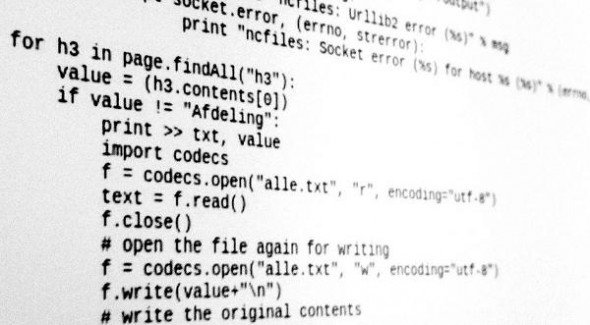 output")
ncfiles: Urllib2 error (%s)" % msg
socket.error, (errno, strerror):
print "ncfiles: Socket error (%s) for host %s (%s)" % (errno,
for h3 in page.findAll("h3"):
value = (h3.contents[0])
if value != "Afdeling":
print >> txt, value
import codecs
f = codecs.open("alle.txt", "r", encoding="utf-8")
text = f.read()
f.close()
# open the file again for writing
f = codecs.open("alle.txt", "w", encoding="utf-8")
f.write(value+"\n")
# write the original contents